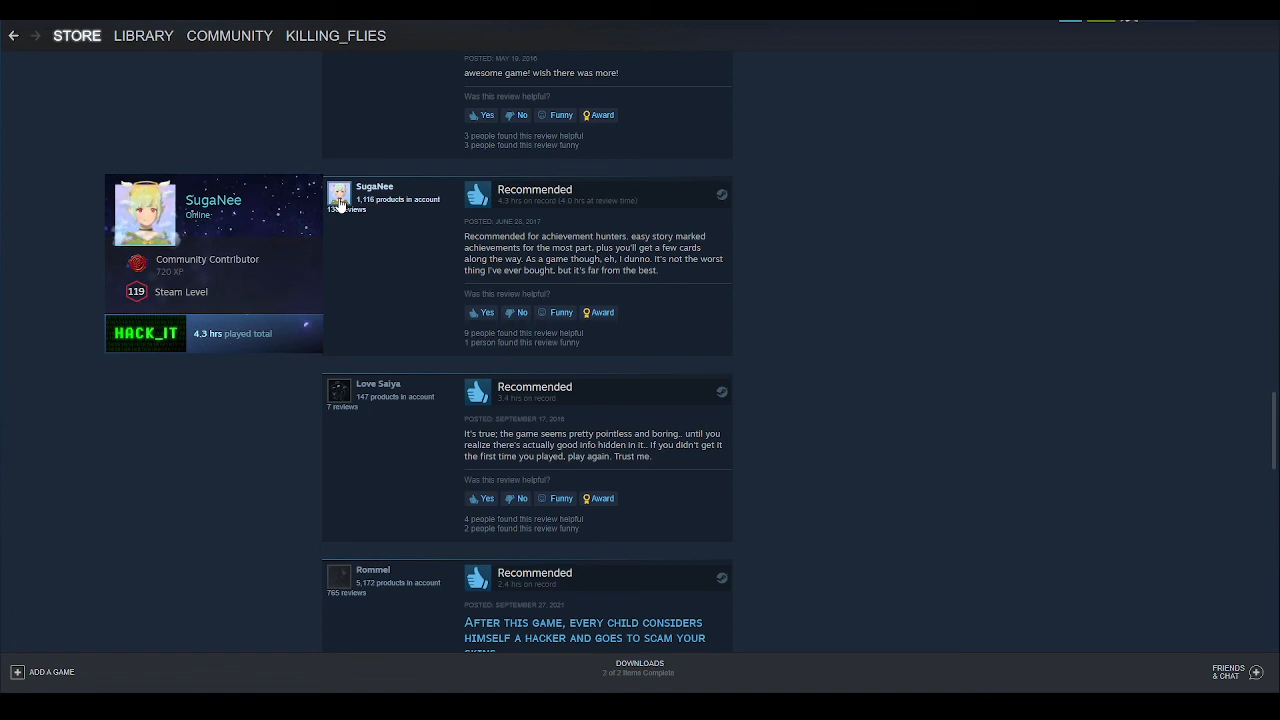 STORE LIBRARY COMMUNITY KILLING_FLIES
POSTED: MAY 19, 2016
awesome game! wish there was more!
Was this review helpful?
Yes No Funny Award
3 people found this review helpful
3 people found this review funny
SugaNee
Online
Community Contributor
720 XP
119 Steam Level
HACK_IT 4.3 hrs played total
SugaNee
1,116 products in account
reviews
Recommended
4.3 hrs on record (4.0 hrs at review time)
POSTED: JUNE 28, 2017
Recommended for achievement hunters. easy story marked
achievements for the most part, plus you'll get a few cards
along the way. As a game though, eh, I dunno. It's not the worst
thing I've ever bought, but it's far from the best.
Was this review helpful?
Yes No Funny Award
9 people found this review helpful
1 person found this review funny
Love Saiya
147 products in account
7 reviews
Recommended
3.4 hrs on record
POSTED: SEPTEMBER 17, 2016
It's true; the game seems pretty pointless and boring.. until you
realize there's actually good info hidden in it.. If you didn't get it
the first time you played, play again. Trust me.
Was this review helpful?
Yes No Funny Award
4 people found this review helpful
2 people found this review funny
Rommel
5,172 products in account
765 reviews
Recommended
2.4 hrs on record
POSTED: SEPTEMBER 27, 2021
AFTER THIS GAME, EVERY CHILD CONSIDERS
HIMSELF A HACKER AND GOES TO SCAM YOUR
ADD A GAME
DOWNLOADS
2 of 2 Items Complete
FRIENDS
& CHAT